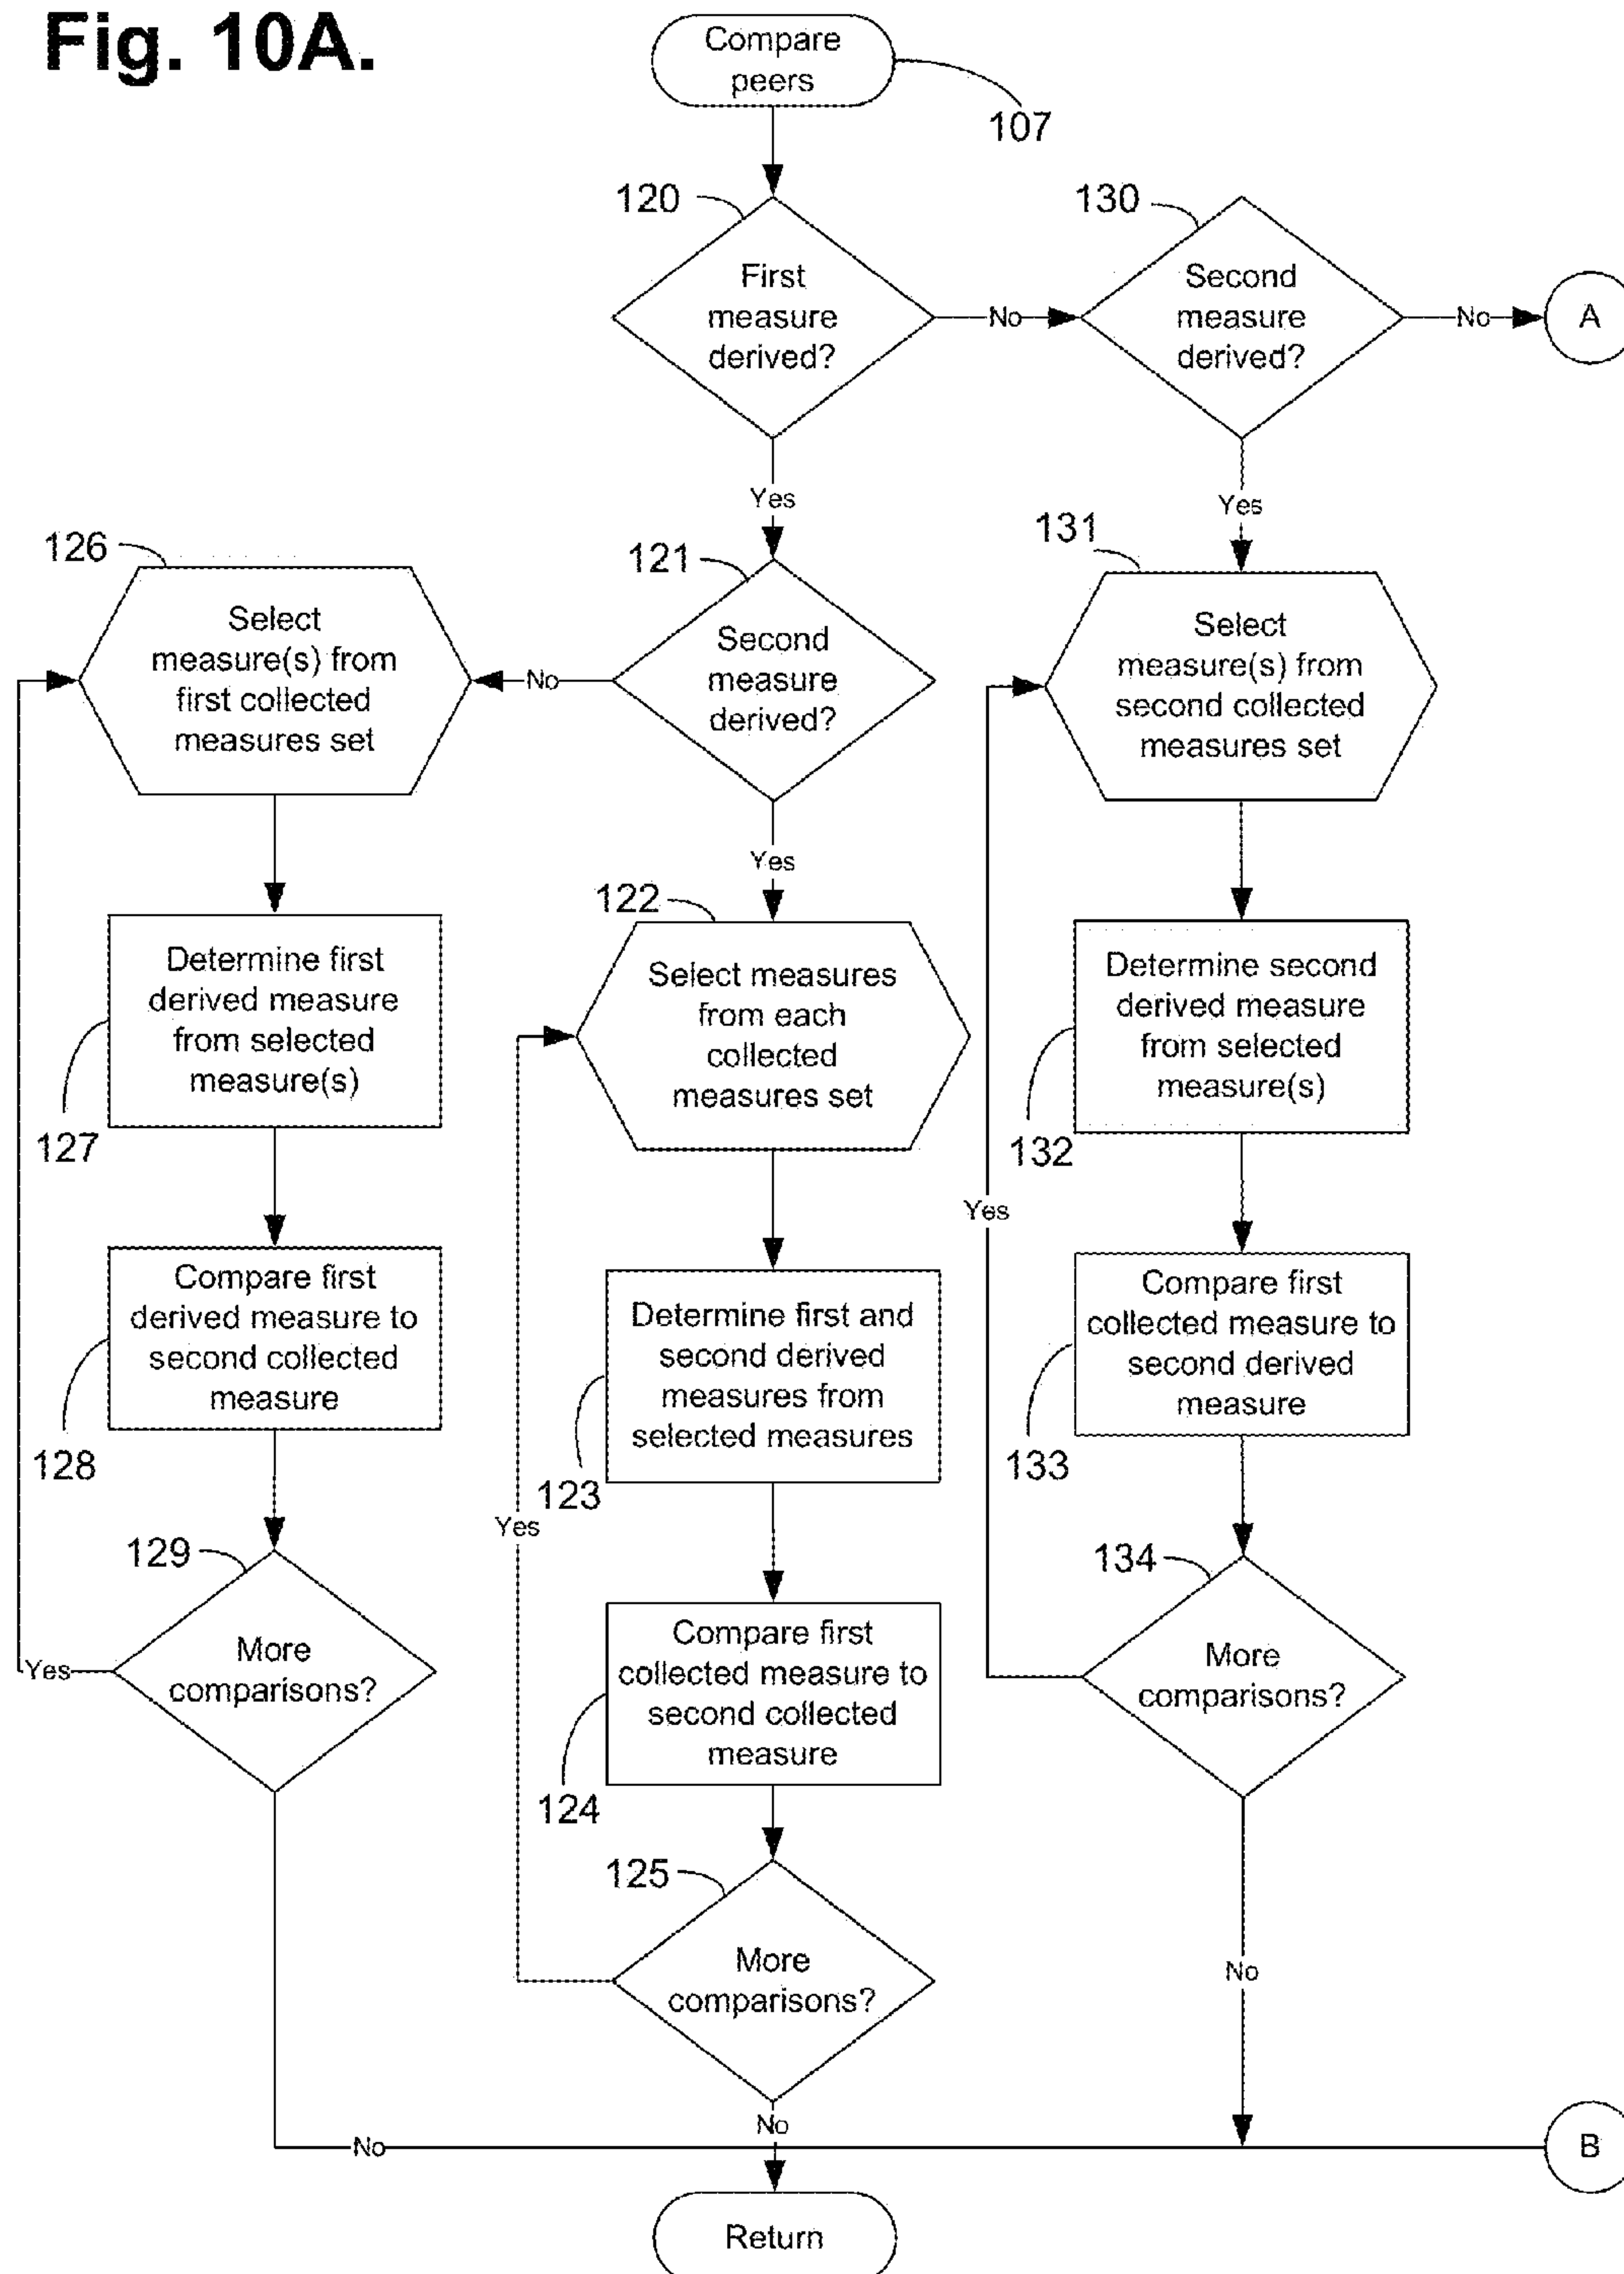 Fig. 10A.
Compare
peers
107
120
First
measure
derived?
No
130
Second
measure
derived?
No
A
Yes
Yes
126
Select
measure(s) from
first collected
measures set
No
121
Second
measure
derived?
131
Select
measure(s) from
second collected
measures set
Yes
127
Determine first
derived measure
from selected
measure(s)
122
Select measures
from each
collected
measures set
132
Determine second
derived measure
from selected
measure(s)
Yes
128
Compare first
derived measure to
second collected
measure
123
Determine first and
second derived
measures from
selected measures
133
Compare first
collected measure to
second derived
measure
Yes
129
More
comparisons?
Yes
124
Compare first
collected measure to
second collected
measure
134
More
comparisons?
125
More
comparisons?
No
No
No
B
Return